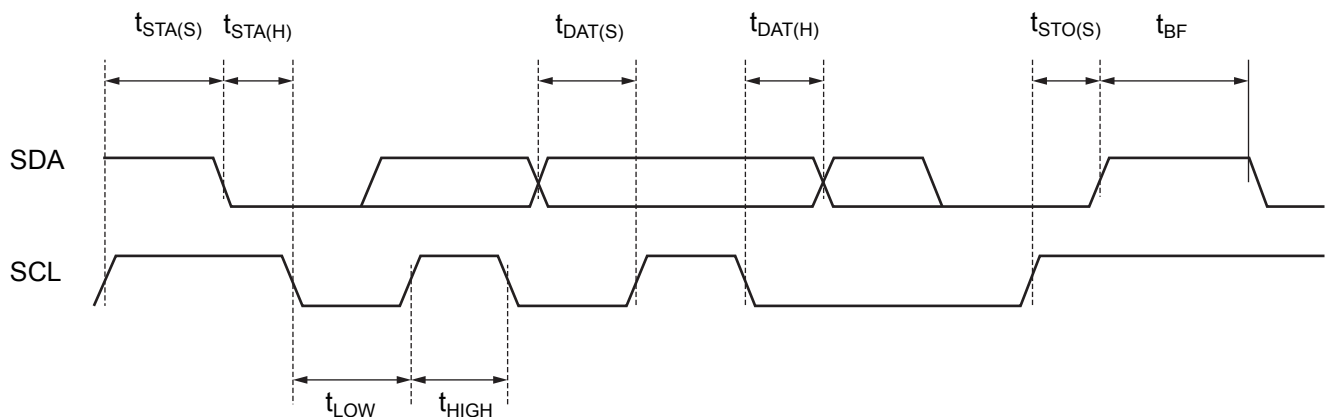 tSTA(S) tSTA(H) tDAT(S) tDAT(H) tSTO(S) tBF
SDA
SCL
tLOW tHIGH